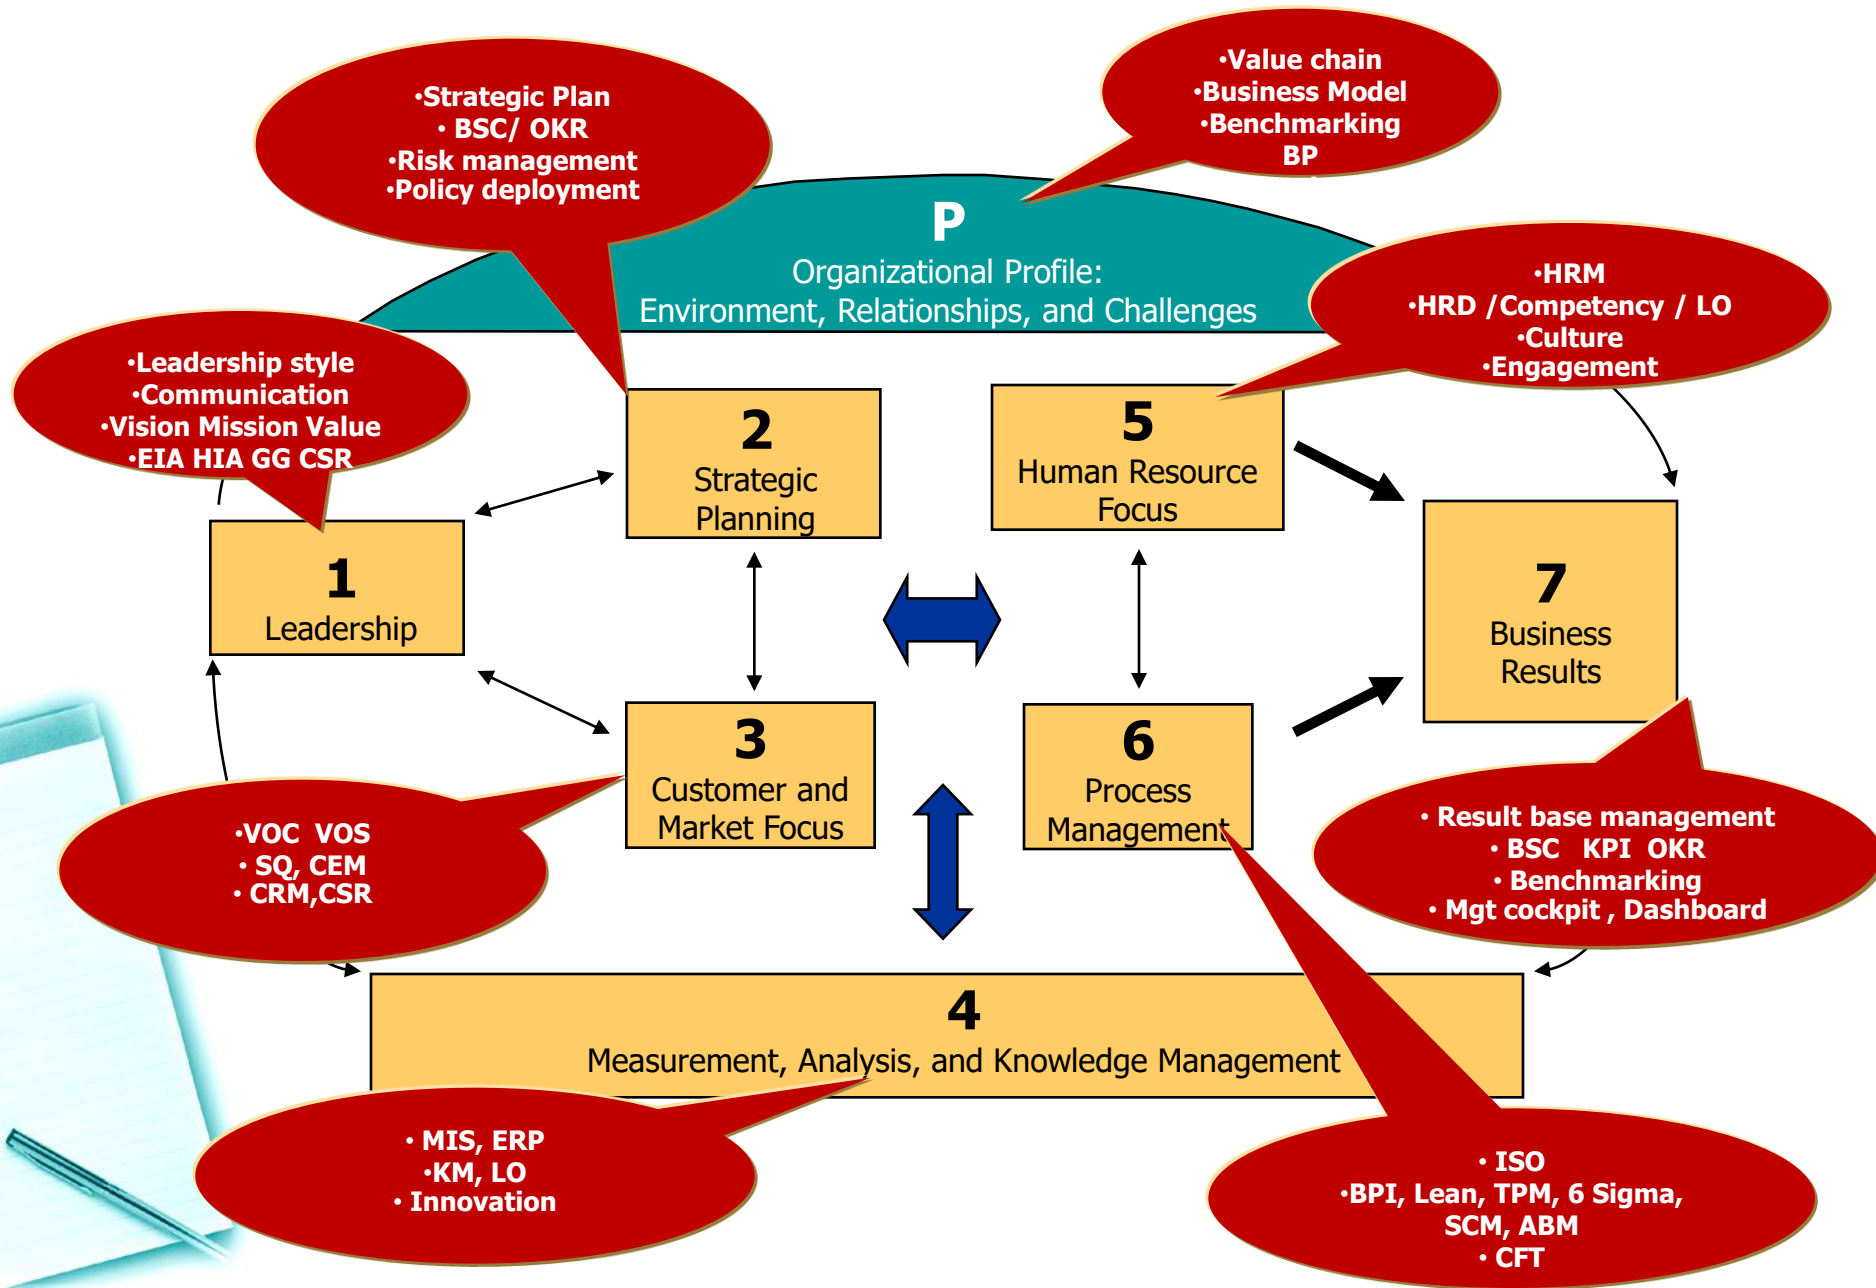 •Strategic Plan
• BSC/ OKR
•Risk management
•Policy deployment
•Value chain
•Business Model
•Benchmarking
BP
P
Organizational Profile:
Environment, Relationships, and Challenges
•HRM
•HRD /Competency / LO
•Culture
•Engagement
•Leadership style
•Communication
•Vision Mission Value
•EIA HIA GG CSR
2
Strategic
Planning
5
Human Resource
Focus
1
Leadership
7
Business
Results
3
Customer and
Market Focus
6
Process
Management
•VOC VOS
• SQ, CEM
• CRM,CSR
• Result base management
• BSC KPI OKR
• Benchmarking
• Mgt cockpit , Dashboard
4
Measurement, Analysis, and Knowledge Management
• MIS, ERP
•KM, LO
• Innovation
• ISO
•BPI, Lean, TPM, 6 Sigma,
SCM, ABM
• CFT